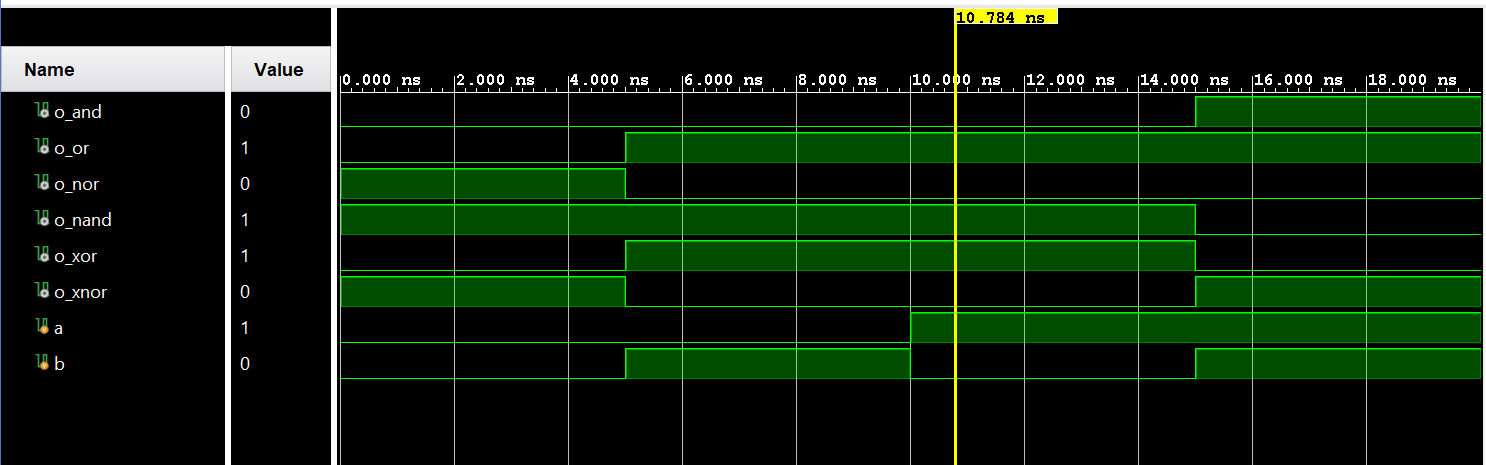 10.784 ns
Name Value
0.000 ns 2.000 ns 4.000 ns 6.000 ns 8.000 ns 10.000 ns 12.000 ns 14.000 ns 16.000 ns 18.000 ns
o_and 0
o_or 1
o_nor 0
o_nand 1
o_xor 1
o_xnor 0
a 1
b 0